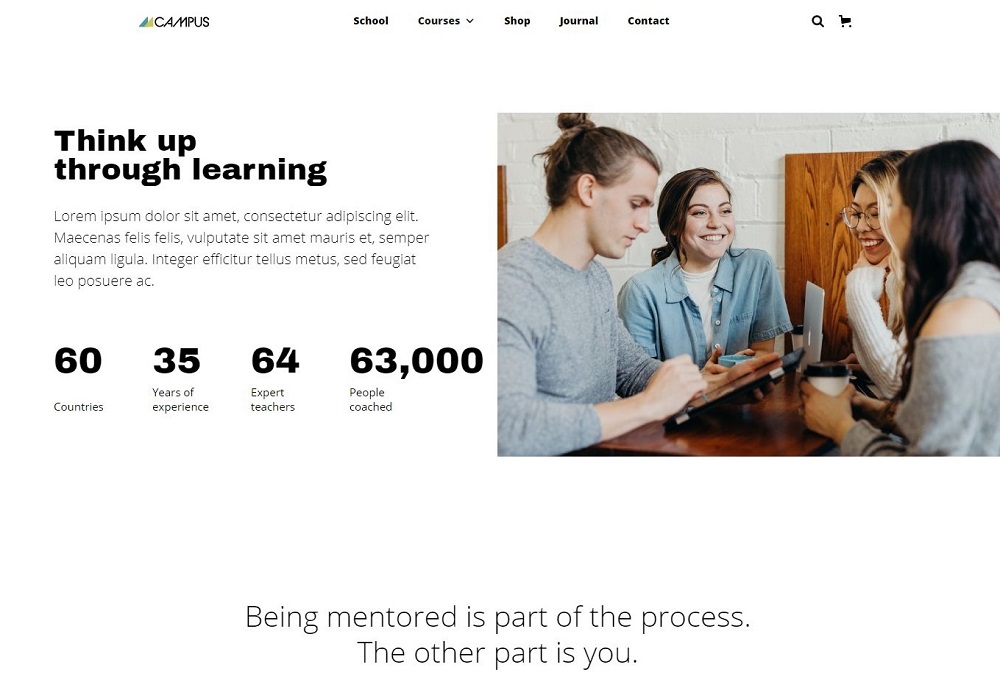 CAMPUS
School Courses Shop Journal Contact
Think up
through learning
Lorem ipsum dolor sit amet, consectetur adipiscing elit.
Maecenas felis felis, vulputate sit amet mauris et, semper
aliquam ligula. Integer efficitur tellus metus, sed feugiat
leo posuere ac.
60 35 64 63,000
Countries
Years of
experience
Expert
teachers
People
coached
Being mentored is part of the process.
The other part is you.